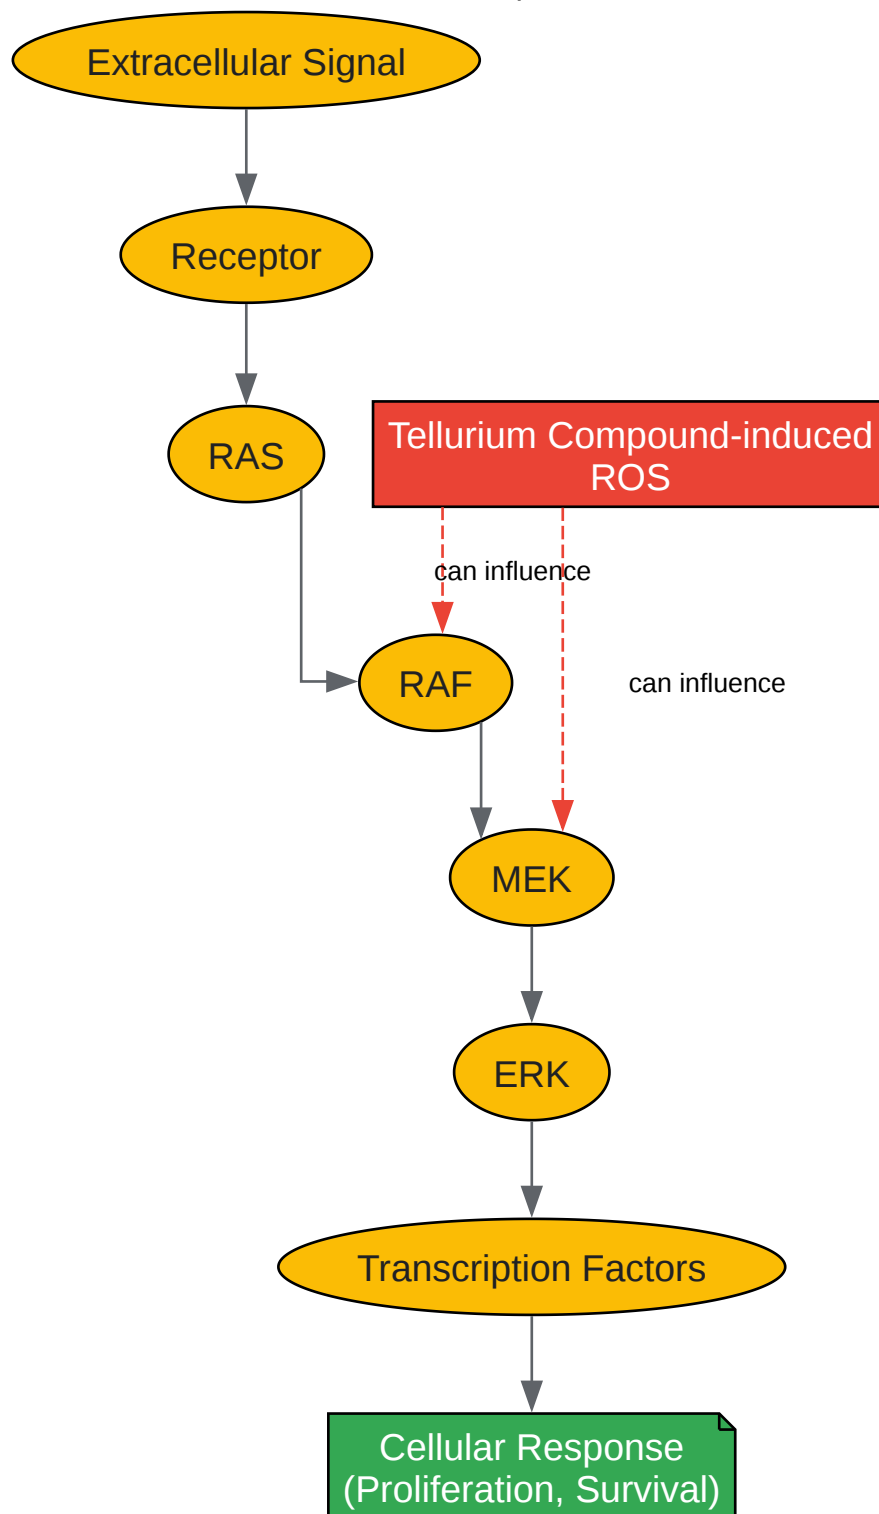 Extracellular Signal
Receptor
RAS
Tellurium Compound-induced
ROS
can influence
RAF
can influence
MEK
ERK
Transcription Factors
Cellular Response
(Proliferation, Survival)